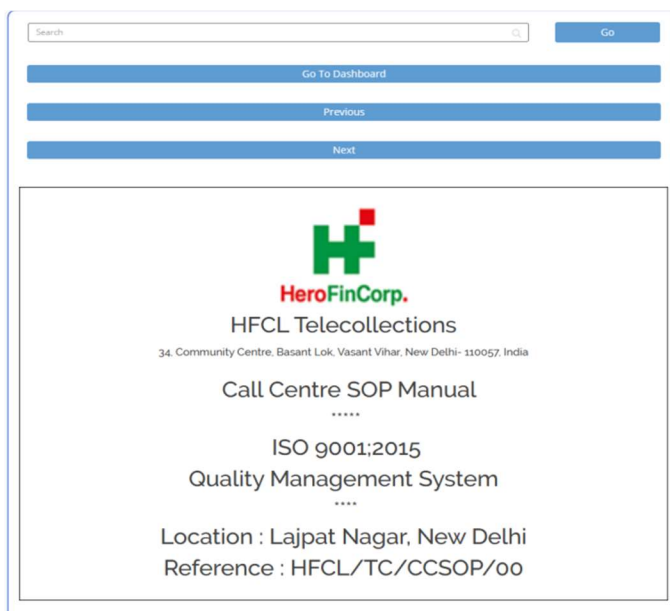 Search
Go
Go To Dashboard
Previous
Next
HeroFinCorp.
HFCL Telecollections
34, Community Centre, Basant Lok, Vasant Vihar, New Delhi- 110057, India
Call Centre SOP Manual
*****
ISO 9001;2015
Quality Management System
****
Location : Lajpat Nagar, New Delhi
Reference : HFCL/TC/CCSOP/00